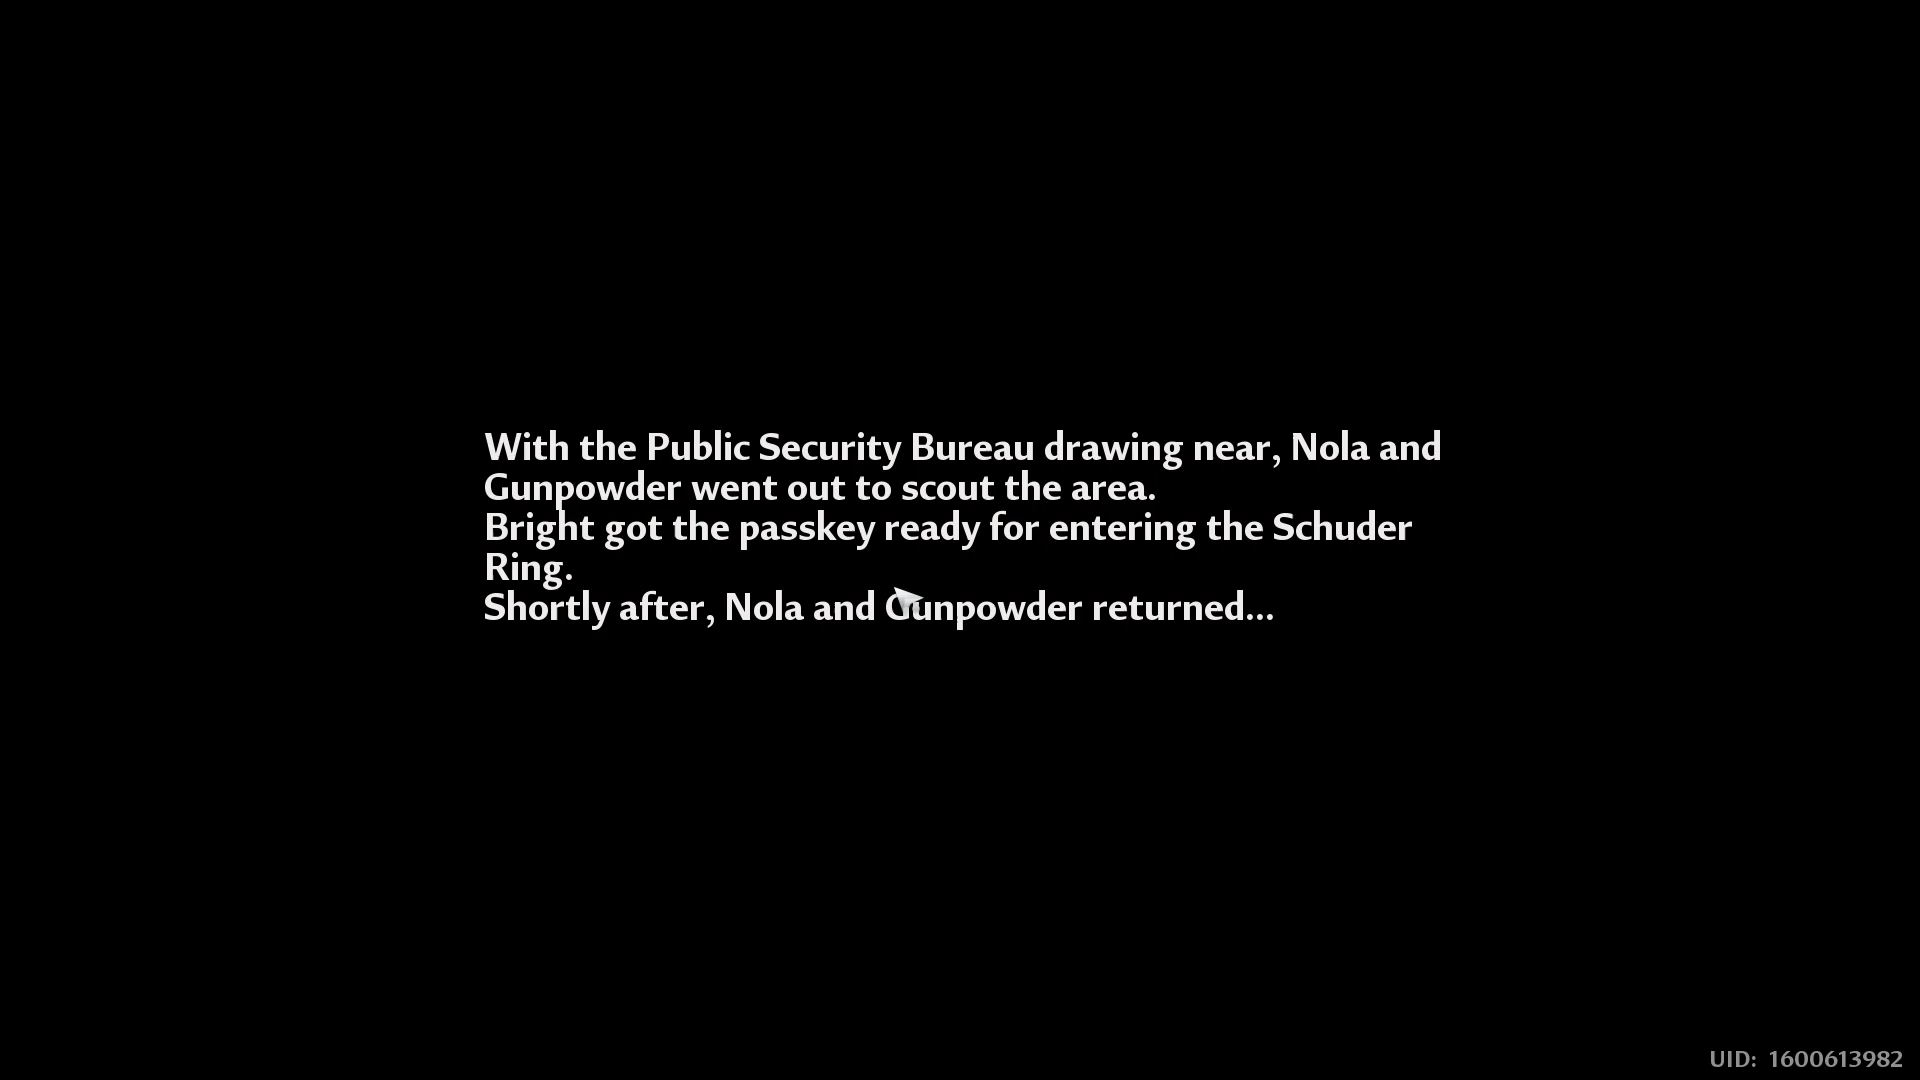 With the Public Security Bureau drawing near, Nola and
Gunpowder went out to scout the area.
Bright got the passkey ready for entering the Schuder
Ring.
Shortly after, Nola and Gunpowder returned...
UID: 1600613982